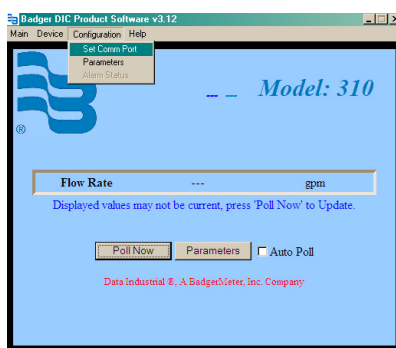 Badger DIC Product Software v3.12
Main Device Configuration Help
Set Comm Port
Parameters
Alarm Status
--- --- Model: 310
®
Flow Rate --- gpm
Displayed values may not be current, press 'Poll Now' to Update.
Poll Now Parameters Auto Poll
Data Industrial ®, A BadgerMeter, Inc. Company